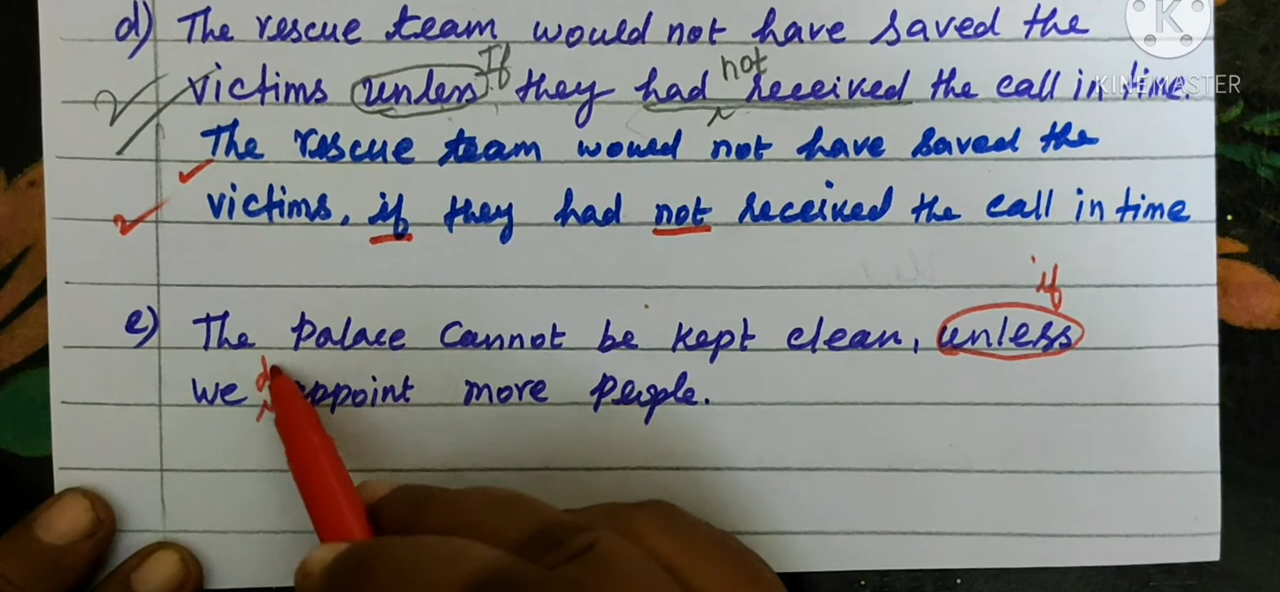 d) The rescue team would not have saved the
If not
victims unless they had received the call in time.
The rescue team would not have saved the
victims, if they had not received the call in time
if
e) The Palace cannot be kept clean, unless
we appoint more people.
K
KINEMASTER